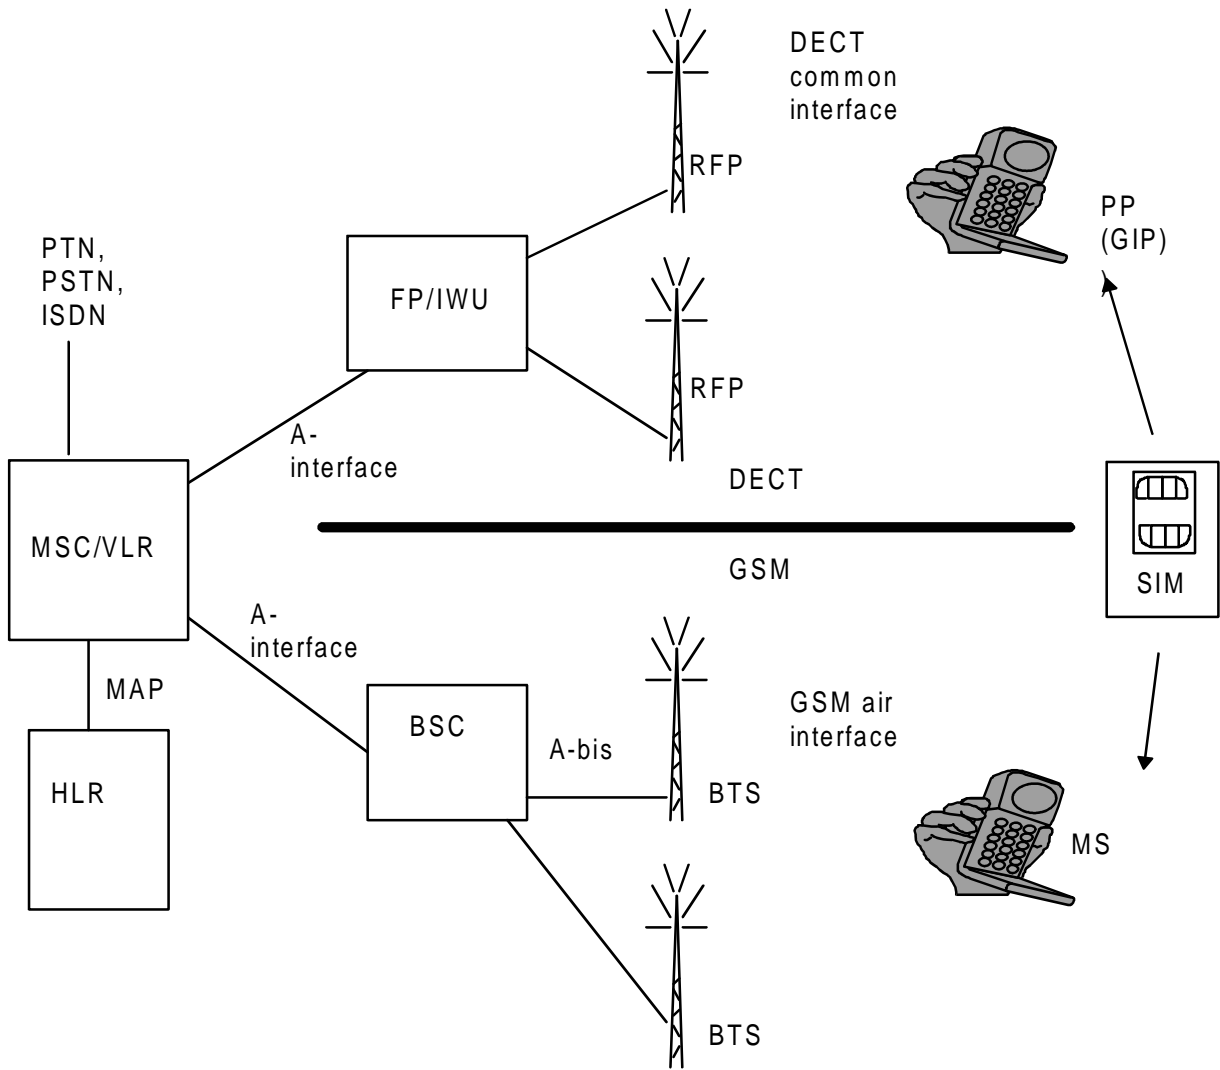 DECT
common
interface
RFP
PP
(GIP)
PTN,
PSTN,
ISDN
FP/IWU
RFP
A-
interface
DECT
MSC/VLR
GSM
SIM
A-
interface
MAP
BSC
A-bis
GSM air
interface
HLR
BTS
MS
BTS